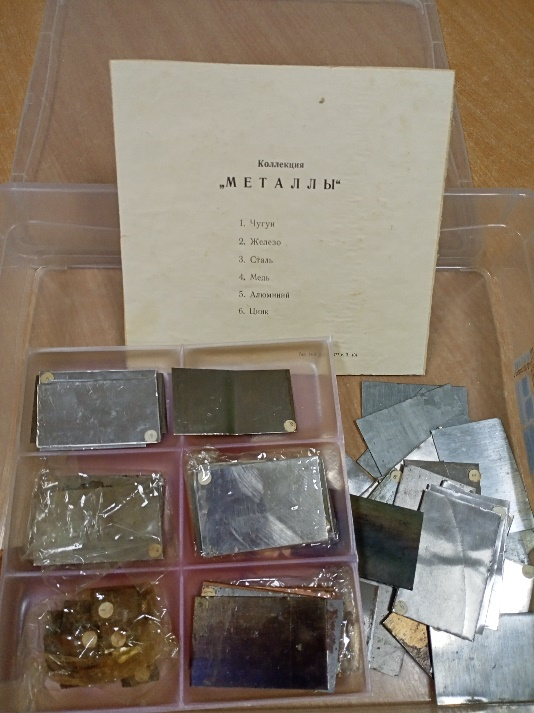 Коллекция
„МЕТАЛЛЫ“
1. Чугун
2. Железо
3. Сталь
4. Медь
5. Алюминий
6. Цинк